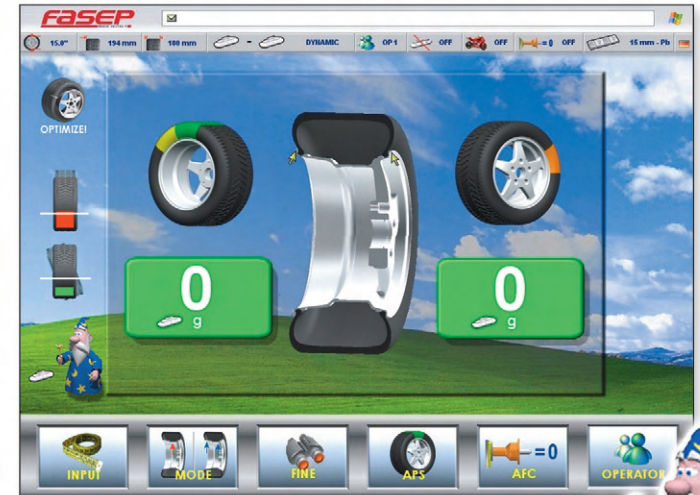 FASEP
15.0"
194 mm
180 mm
-
DYNAMIC
OP 1
OFF
OFF
=0 OFF
15 mm - Pb
OPTIMIZE!
0
g
0
g
INPUT
MODE
FINE
APS
=0
AFC
OPERATOR